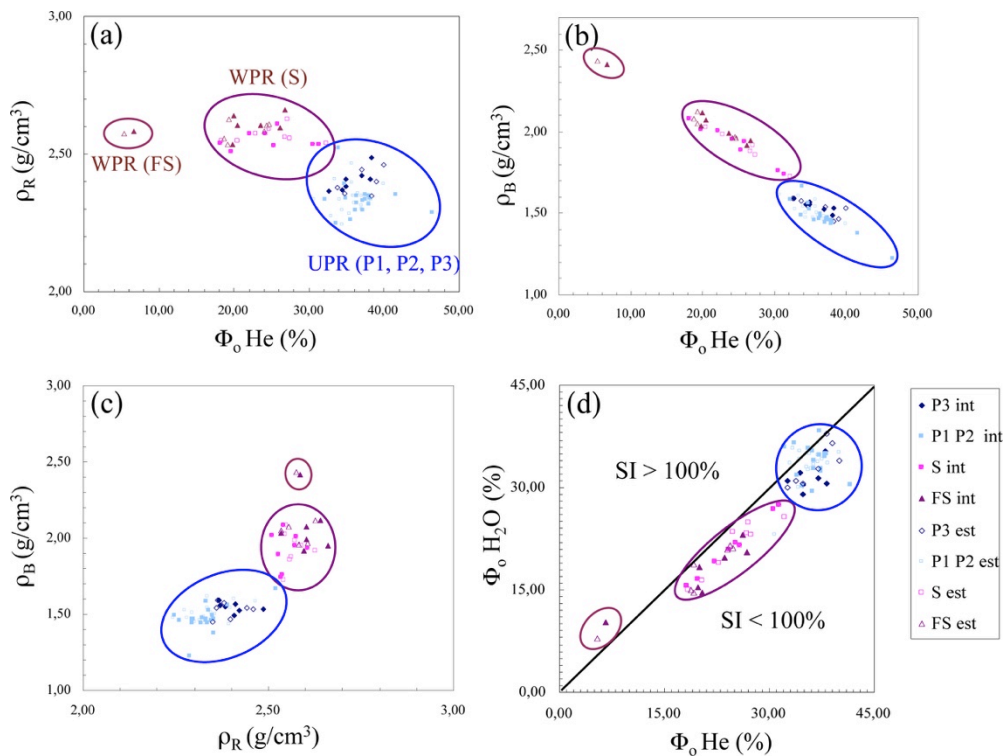 (a)
3,00
2,50
2,00
ρR (g/cm³)
WPR (S)
WPR (FS)
UPR (P1, P2, P3)
0,00 10,00 20,00 30,00 40,00 50,00
Φo He (%)
(b)
2,50
2,00
1,50
1,00
ρB (g/cm³)
0,00 10,00 20,00 30,00 40,00 50,00
Φo He (%)
(c)
3,00
2,50
2,00
1,50
1,00
ρB (g/cm³)
2,00 2,50 3,00
ρR (g/cm³)
(d)
45,00
30,00
15,00
0,00
Φo H2O (%)
SI > 100%
SI < 100%
0,00 15,00 30,00 45,00
Φo He (%)
P3 int
P1 P2 int
S int
FS int
P3 est
P1 P2 est
S est
FS est